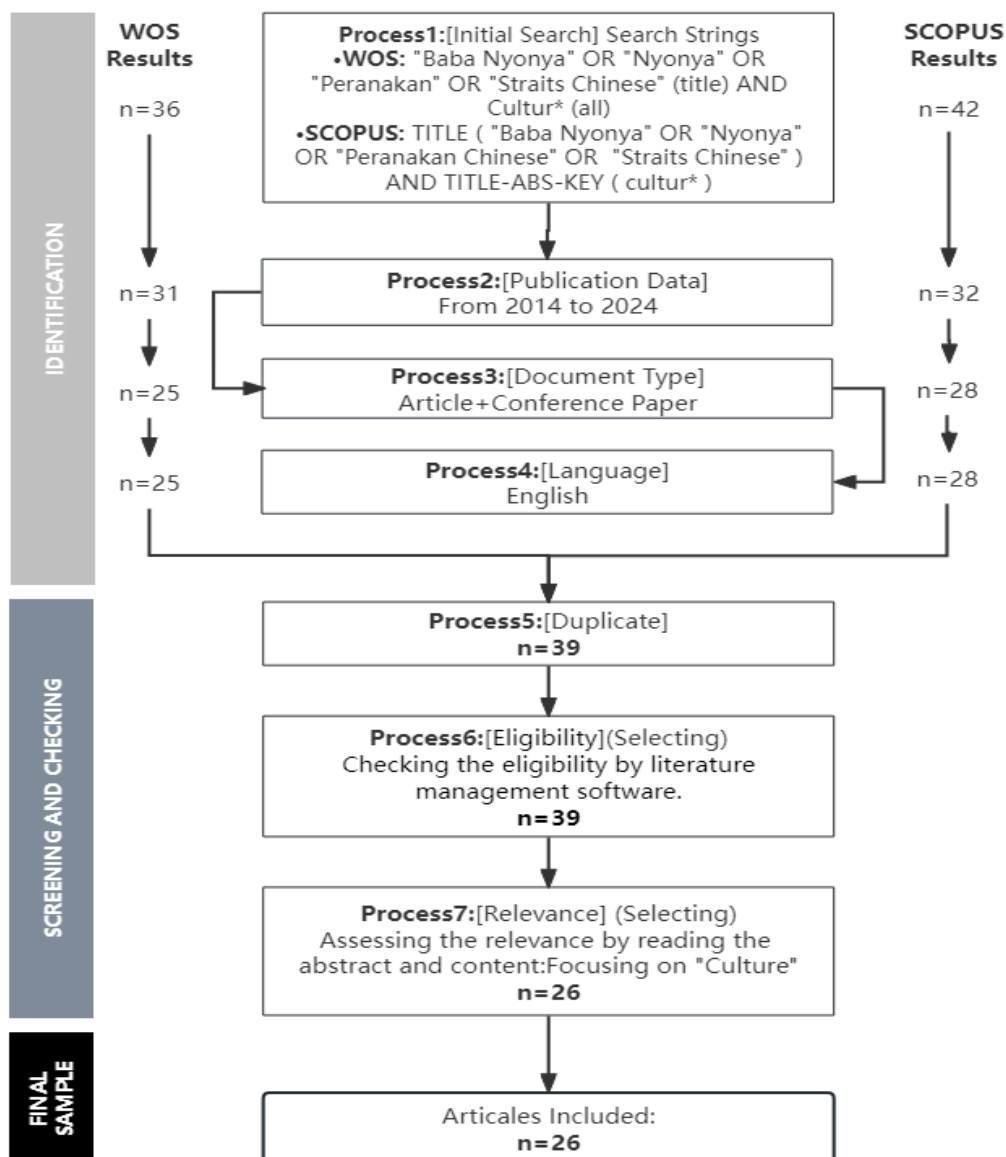 WOS
Results
n=36
Process1:[Initial Search] Search Strings
•WOS: "Baba Nyonya" OR "Nyonya" OR
"Peranakan" OR "Straits Chinese" (title) AND
Cultur* (all)
•SCOPUS: TITLE ( "Baba Nyonya" OR "Nyonya"
OR "Peranakan Chinese" OR "Straits Chinese" )
AND TITLE-ABS-KEY ( cultur* )
SCOPUS
Results
n=42
IDENTIFICATION
n=31
Process2:[Publication Data]
From 2014 to 2024
n=32
n=25
Process3:[Document Type]
Article+Conference Paper
n=28
n=25
Process4:[Language]
English
n=28
SCREENING AND CHECKING
Process5:[Duplicate]
n=39
Process6:[Eligibility](Selecting)
Checking the eligibility by literature
management software.
n=39
Process7:[Relevance] (Selecting)
Assessing the relevance by reading the
abstract and content:Focusing on "Culture"
n=26
FINAL
SAMPLE
Articales Included:
n=26